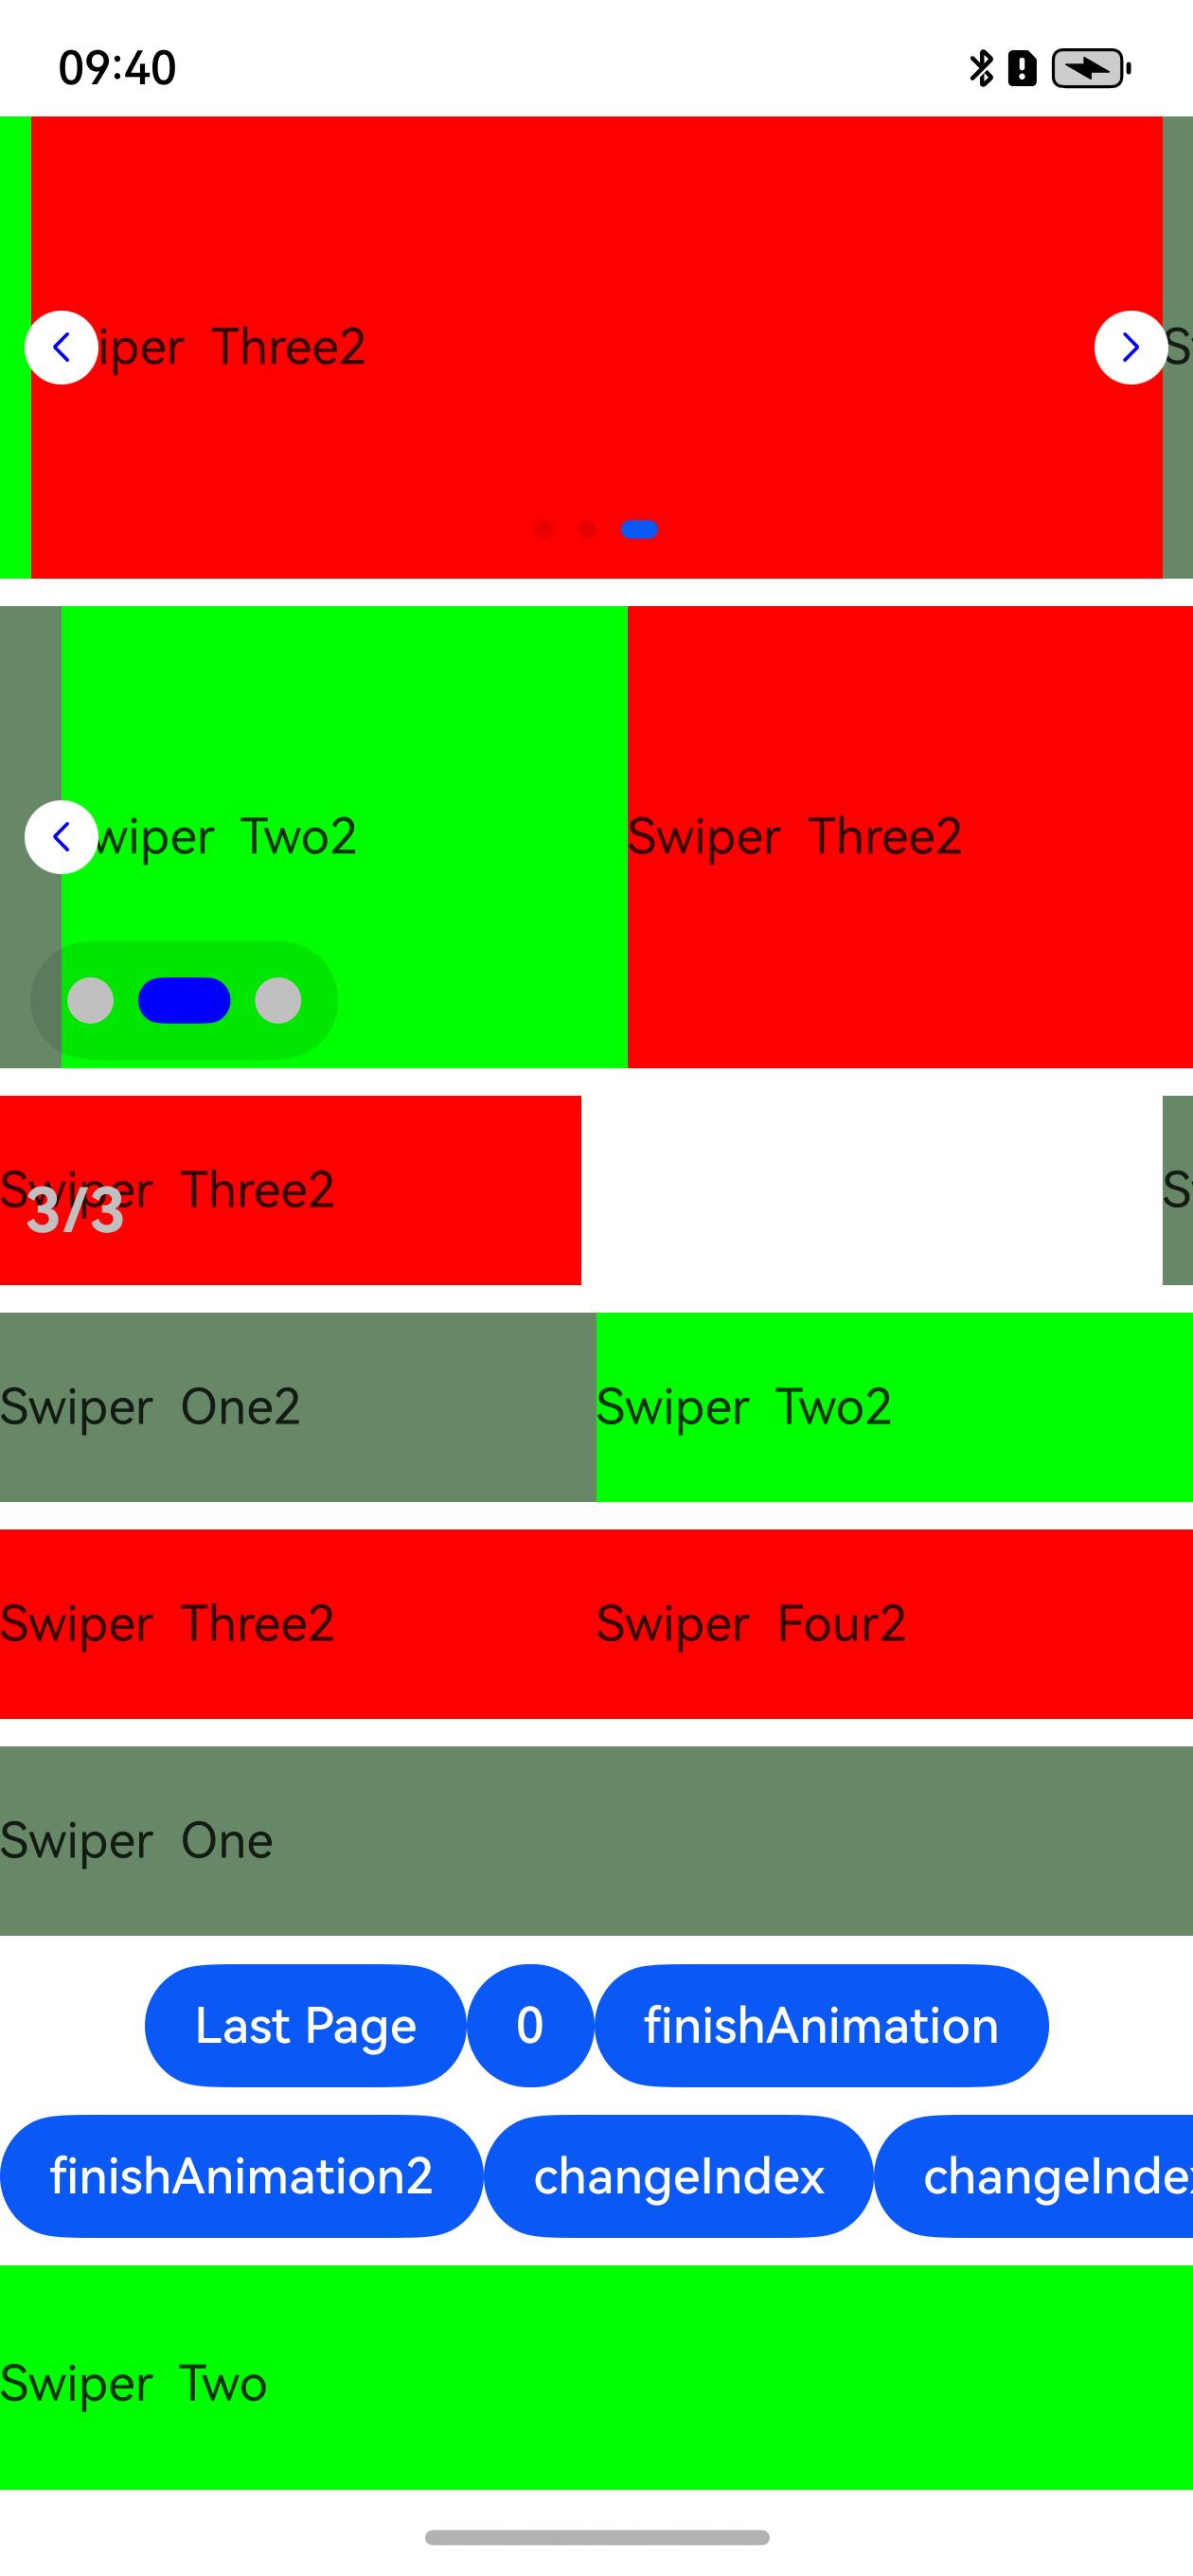 09:40
iper Three2
wiper Two2 Swiper Three2
Swiper Three2
3/3
Swiper One2 Swiper Two2
Swiper Three2 Swiper Four2
Swiper One
Last Page 0 finishAnimation
finishAnimation2 changeIndex changeIndex
Swiper Two